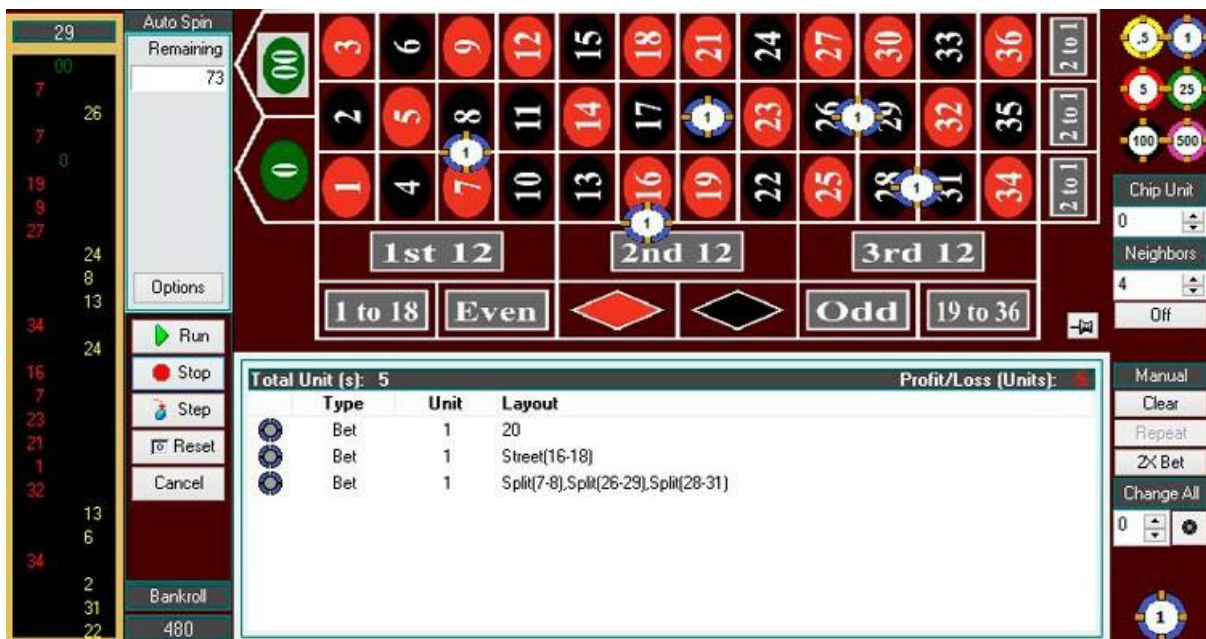 29
00
7
26
7
0
19
9
27
24
8
13
34
24
16
7
23
21
1
32
13
6
34
2
31
22
Auto Spin
Remaining
73
Options
Run
Stop
Step
Reset
Cancel
Bankroll
480
00 3 6 9 12 15 18 21 24 27 30 33 36 2 to 1
2 5 8 11 14 17 1 23 26 1 29 32 35 2 to 1
1
0 1 4 7 10 13 16 19 22 25 28 1 31 34 2 to 1
1
1st 12 2nd 12 3rd 12
1 to 18 Even Odd 19 to 36
Total Unit (s): 5 Profit/Loss (Units):
Type Unit Layout
Bet 1 20
Bet 1 Street(16-18)
Bet 1 Split(7-8),Split(26-29),Split(28-31)
.5 1
5 25
100 500
Chip Unit
0
Neighbors
4
Off
Manual
Clear
Repeat
2X Bet
Change All
0
1